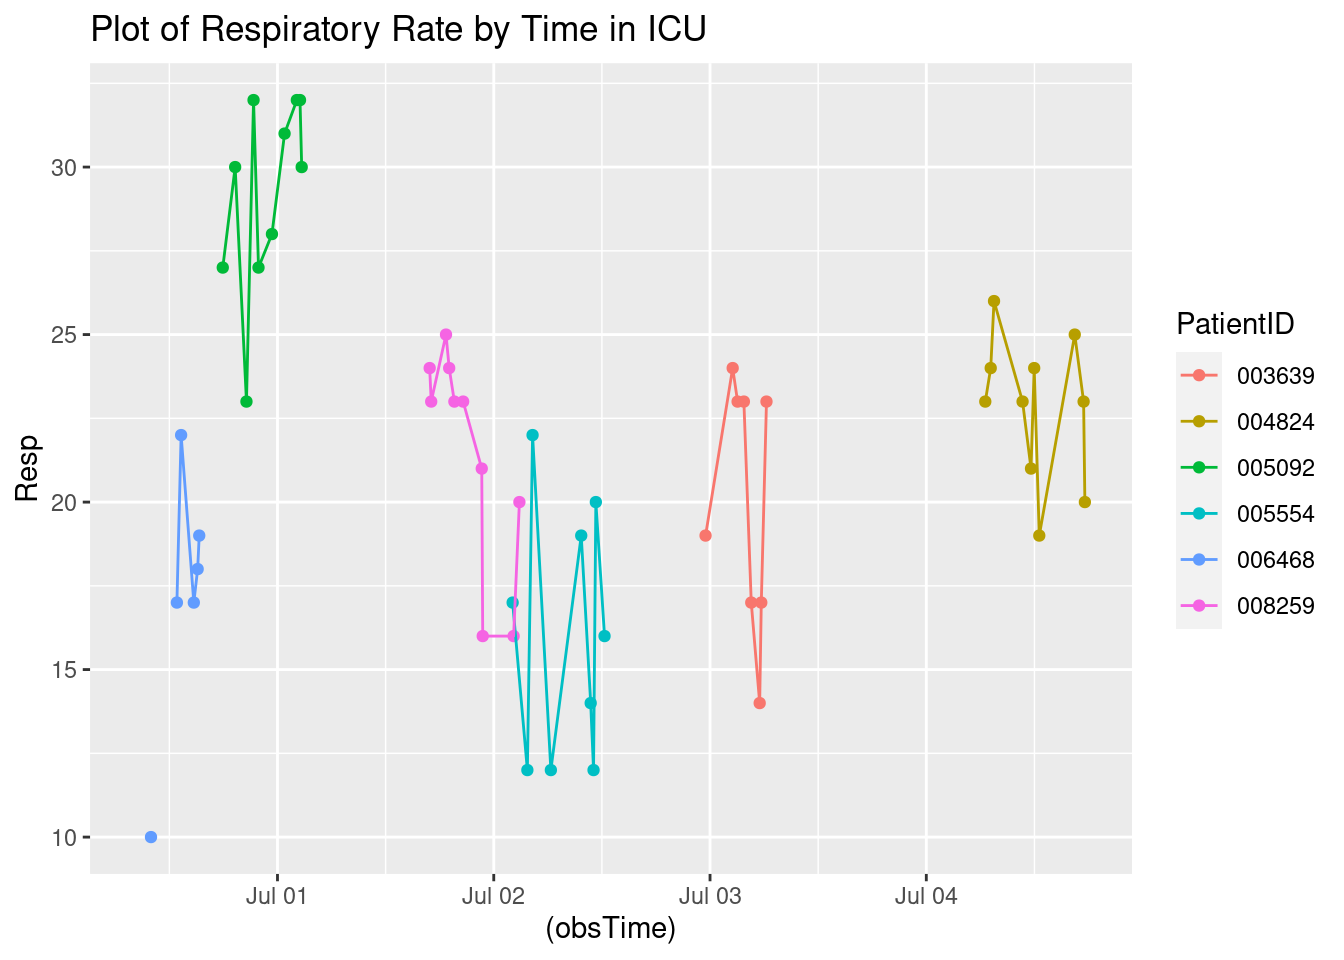 Plot of Respiratory Rate by Time in ICU
30
25
20
15
10
Resp
Jul 01
Jul 02
Jul 03
Jul 04
(obsTime)
PatientID
003639
004824
005092
005554
006468
008259